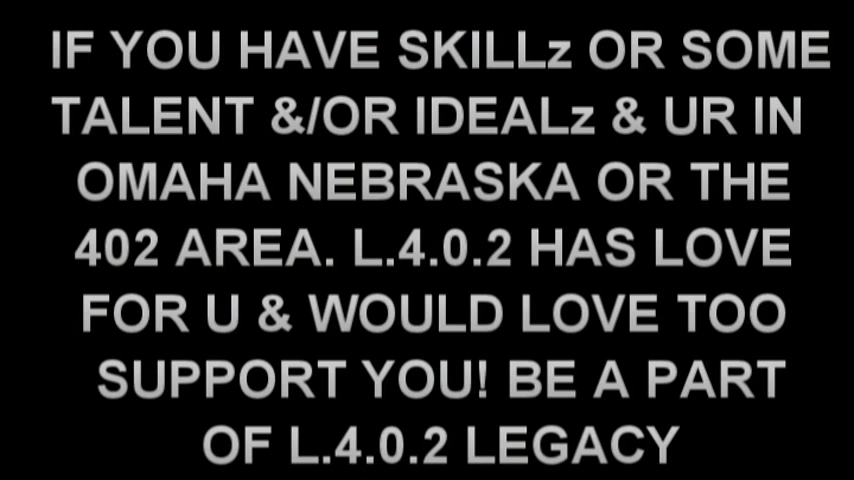 IF YOU HAVE SKILLz OR SOME
TALENT &/OR IDEALz & UR IN
OMAHA NEBRASKA OR THE
402 AREA. L.4.0.2 HAS LOVE
FOR U & WOULD LOVE TOO
SUPPORT YOU! BE A PART
OF L.4.0.2 LEGACY